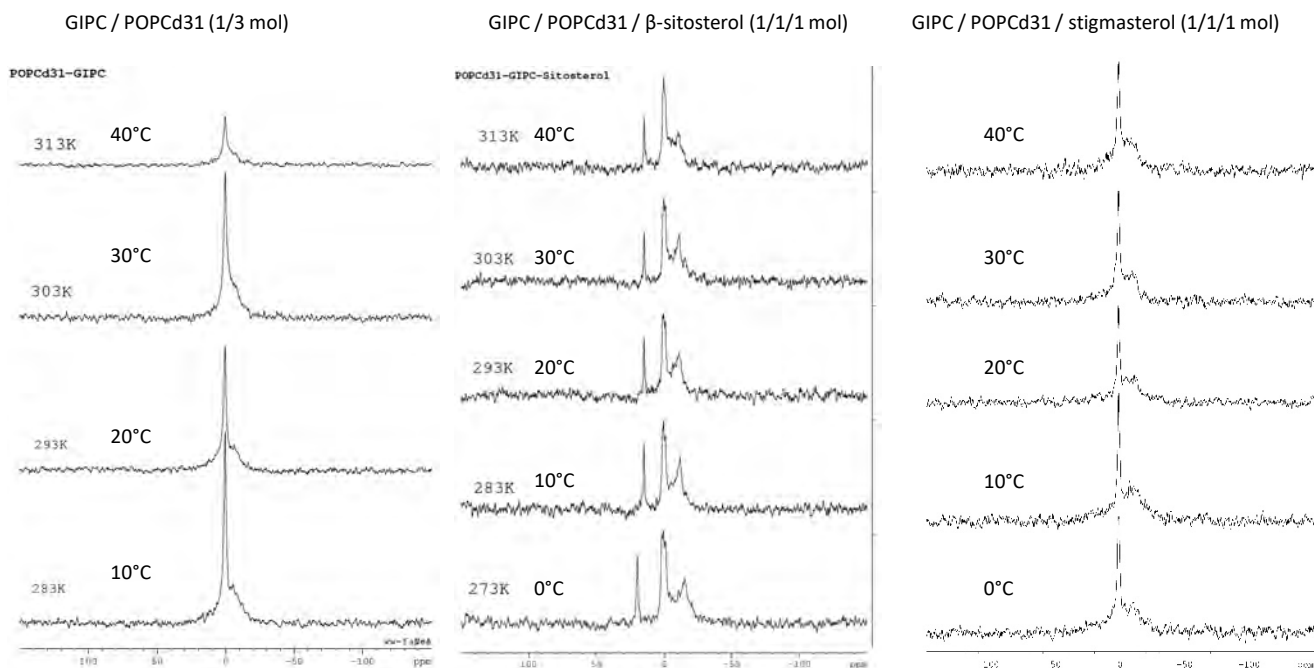 GIPC / POPCd31 (1/3 mol)
GIPC / POPCd31 / β-sitosterol (1/1/1 mol)
GIPC / POPCd31 / stigmasterol (1/1/1 mol)
POPCd31-GIPC
313K 40°C
303K 30°C
293K 20°C
283K 10°C
100 50 0 -50 -100 ppm
POPCd31-GIPC-Sitosterol
313K 40°C
303K 30°C
293K 20°C
283K 10°C
273K 0°C
100 50 0 -50 -100 ppm
40°C
30°C
20°C
10°C
0°C
100 50 0 -50 -100 ppm